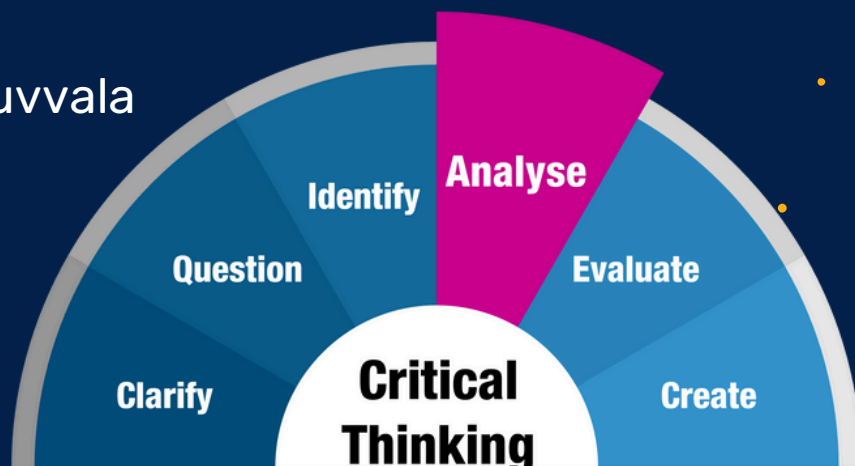 uvvala
Identify
Analyse
Question
Evaluate
Clarify
Create
Critical
Thinking